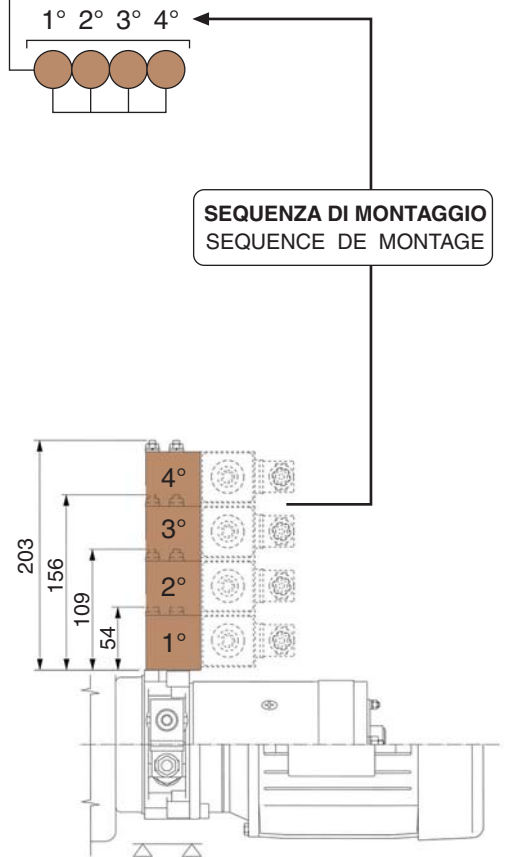 1° 2° 3° 4°
SEQUENZA DI MONTAGGIO
SEQUENCE DE MONTAGE
4°
3°
2°
1°
203
156
109
54